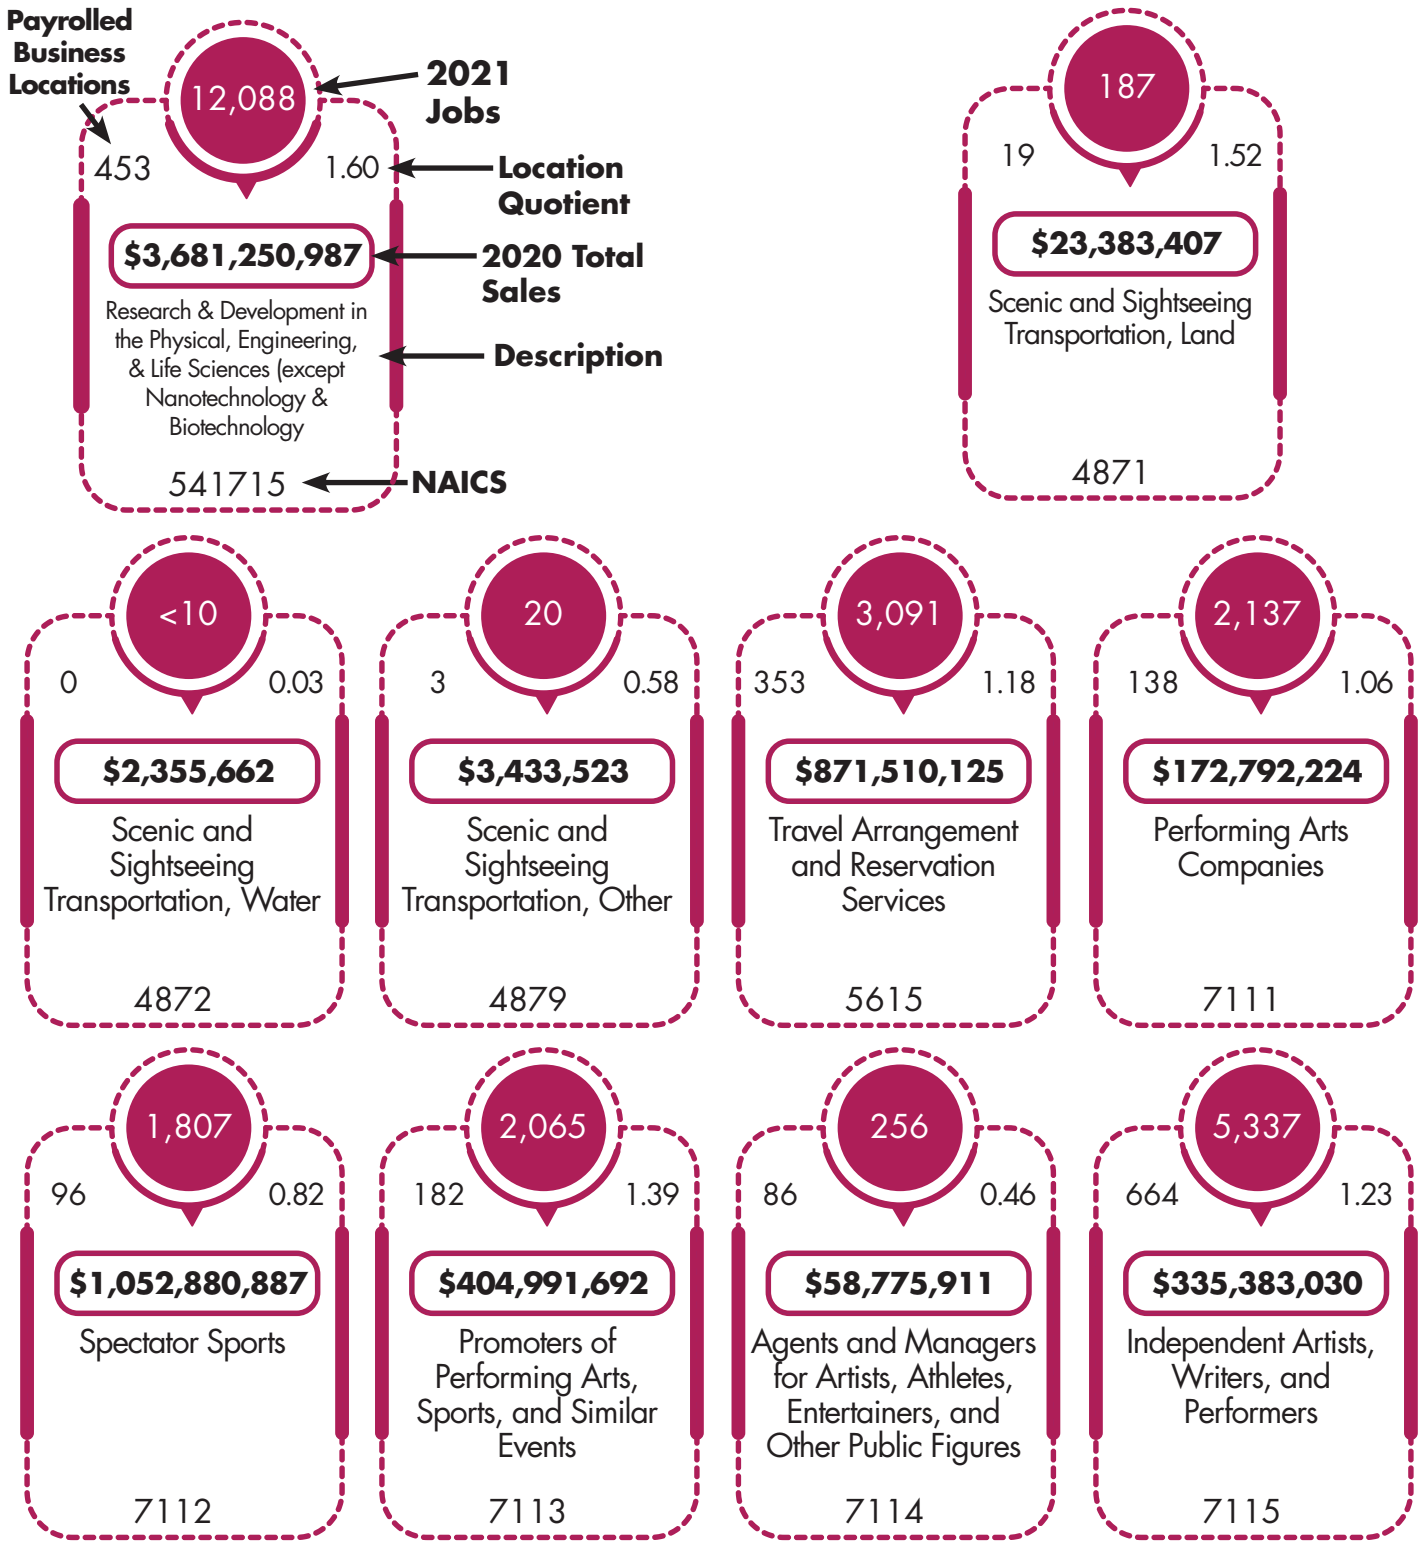 Payrolled
Business
Locations
12,088
2021
Jobs
453
1.60
Location
Quotient
$3,681,250,987
2020 Total
Sales
Research & Development in
the Physical, Engineering,
& Life Sciences (except
Nanotechnology &
Biotechnology
Description
541715
NAICS
187
19
1.52
$23,383,407
Scenic and Sightseeing
Transportation, Land
4871
<10
0
0.03
$2,355,662
Scenic and
Sightseeing
Transportation, Water
4872
20
3
0.58
$3,433,523
Scenic and
Sightseeing
Transportation, Other
4879
3,091
353
1.18
$871,510,125
Travel Arrangement
and Reservation
Services
5615
2,137
138
1.06
$172,792,224
Performing Arts
Companies
7111
1,807
96
0.82
$1,052,880,887
Spectator Sports
7112
2,065
182
1.39
$404,991,692
Promoters of
Performing Arts,
Sports, and Similar
Events
7113
256
86
0.46
$58,775,911
Agents and Managers
for Artists, Athletes,
Entertainers, and
Other Public Figures
7114
5,337
664
1.23
$335,383,030
Independent Artists,
Writers, and
Performers
7115